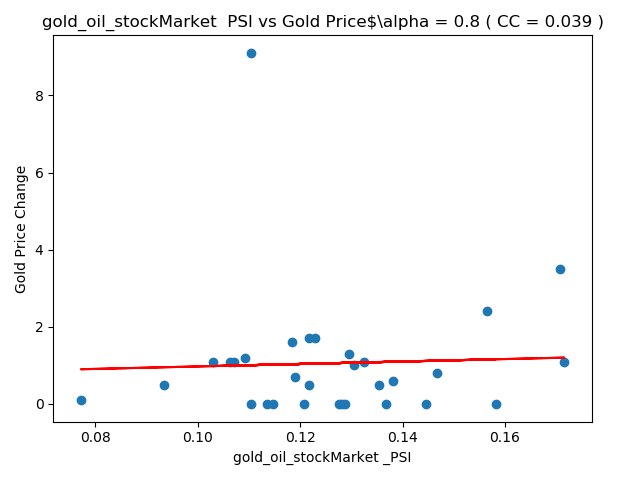 gold_oil_stockMarket  PSI vs Gold Price$\alpha = 0.8 ( CC = 0.039 )
Gold Price Change
8
6
4
2
0
0.08 0.10 0.12 0.14 0.16
gold_oil_stockMarket _PSI